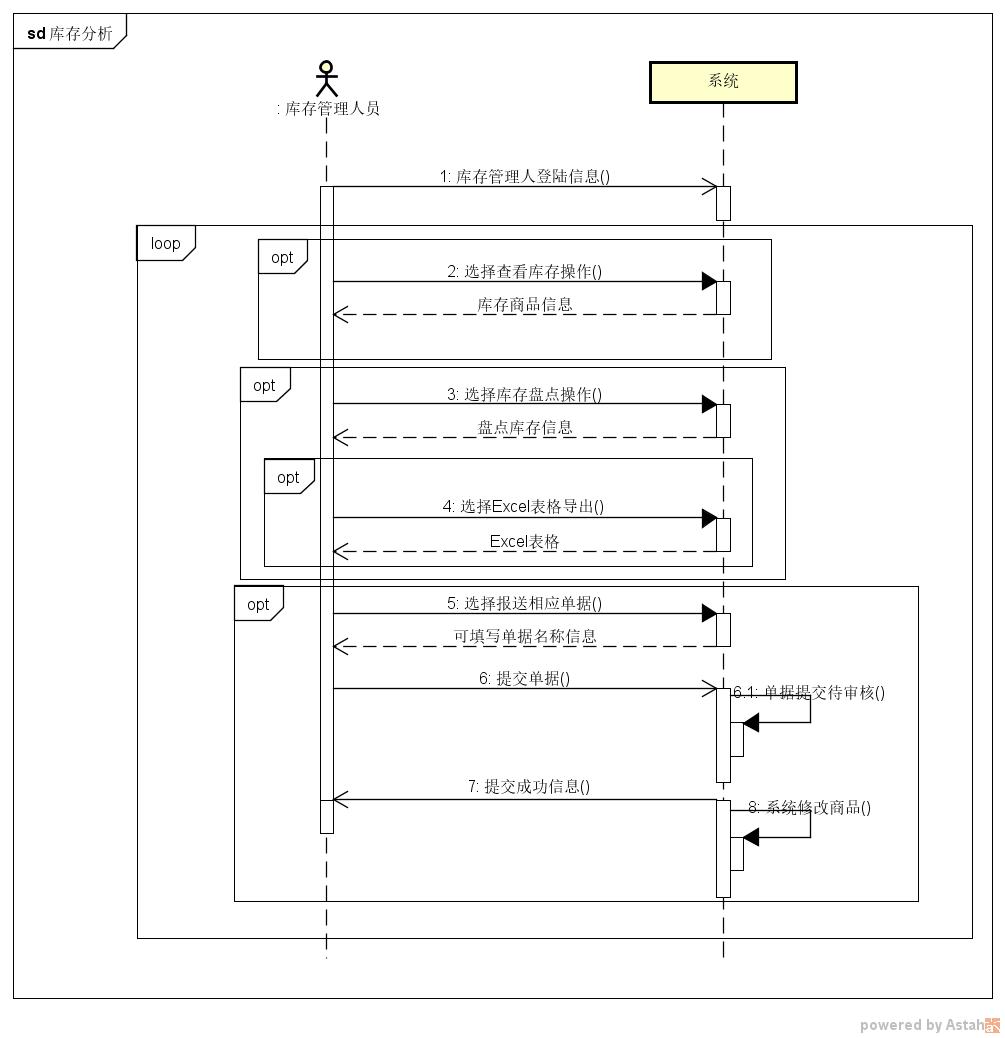 sd 库存分析
: 库存管理人员
系统
1: 库存管理人登陆信息()
loop
opt
2: 选择查看库存操作()
库存商品信息
opt
3: 选择库存盘点操作()
盘点库存信息
opt
4: 选择Excel表格导出()
Excel表格
opt
5: 选择报送相应单据()
可填写单据名称信息
6: 提交单据()
6.1: 单据提交待审核()
7: 提交成功信息()
8: 系统修改商品()
powered by Astah